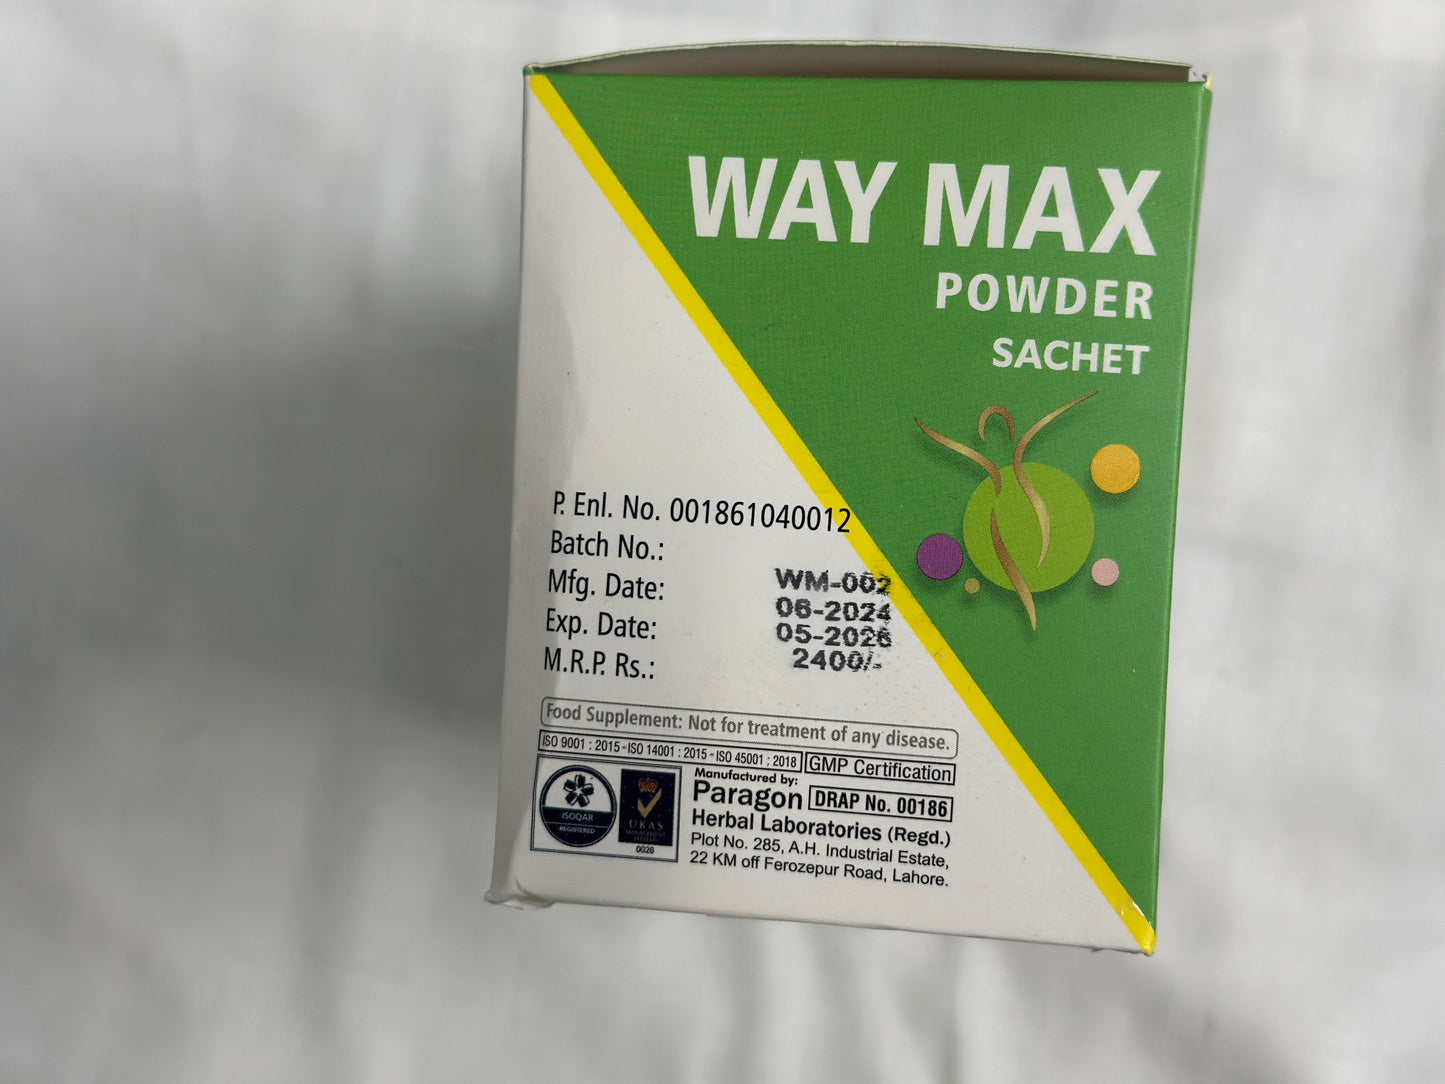 WAY MAX
POWDER
SACHET
P. Enl. No. 001861040012
Batch No.: WM-002
Mfg. Date: 06-2024
Exp. Date: 05-2026
M.R.P. Rs.: 2400/-
Food Supplement: Not for treatment of any disease.
ISO 9001 : 2015 - ISO 14001 : 2015 - ISO 45001 : 2018 GMP Certification
ISOQAR
REGISTERED
UKAS
MANAGEMENT
SYSTEMS
0026
Manufactured by:
Paragon DRAP No. 00186
Herbal Laboratories (Regd.)
Plot No. 285, A.H. Industrial Estate,
22 KM off Ferozepur Road, Lahore.